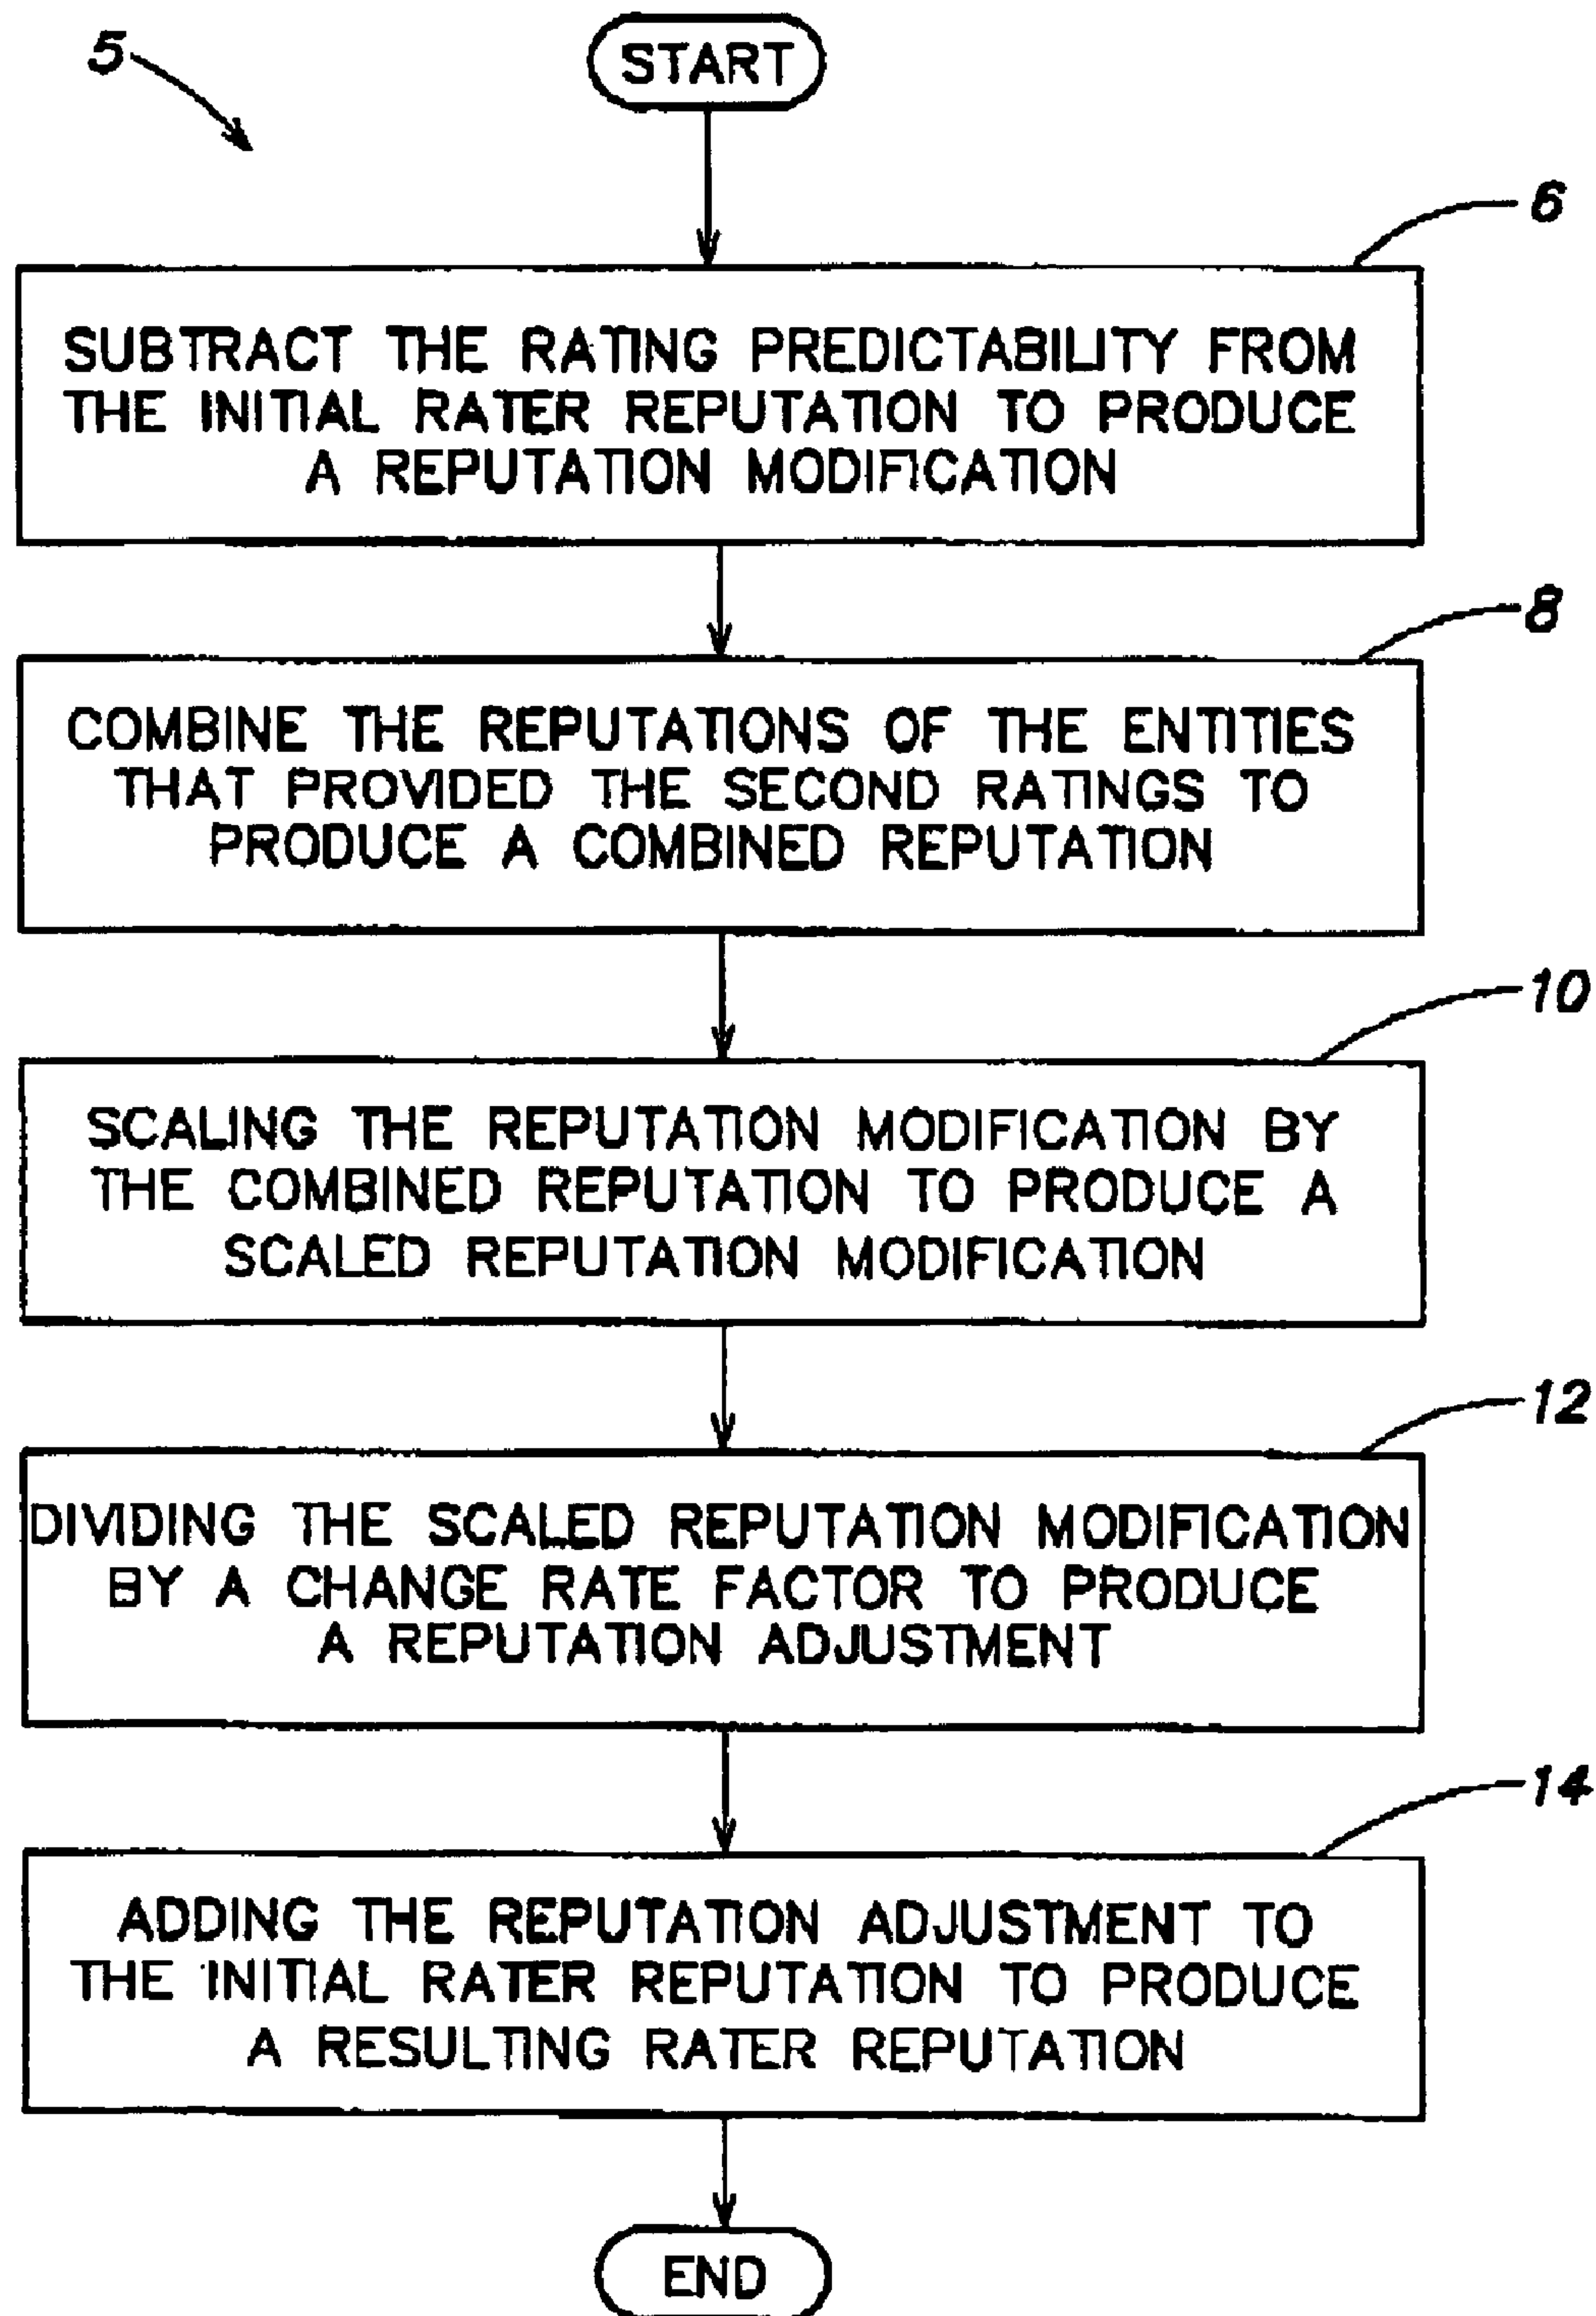 5
START
6
SUBTRACT THE RATING PREDICTABILITY FROM
THE INITIAL RATER REPUTATION TO PRODUCE
A REPUTATION MODIFICATION
8
COMBINE THE REPUTATIONS OF THE ENTITIES
THAT PROVIDED THE SECOND RATINGS TO
PRODUCE A COMBINED REPUTATION
10
SCALING THE REPUTATION MODIFICATION BY
THE COMBINED REPUTATION TO PRODUCE A
SCALED REPUTATION MODIFICATION
12
DIVIDING THE SCALED REPUTATION MODIFICATION
BY A CHANGE RATE FACTOR TO PRODUCE
A REPUTATION ADJUSTMENT
14
ADDING THE REPUTATION ADJUSTMENT TO
THE INITIAL RATER REPUTATION TO PRODUCE
A RESULTING RATER REPUTATION
END